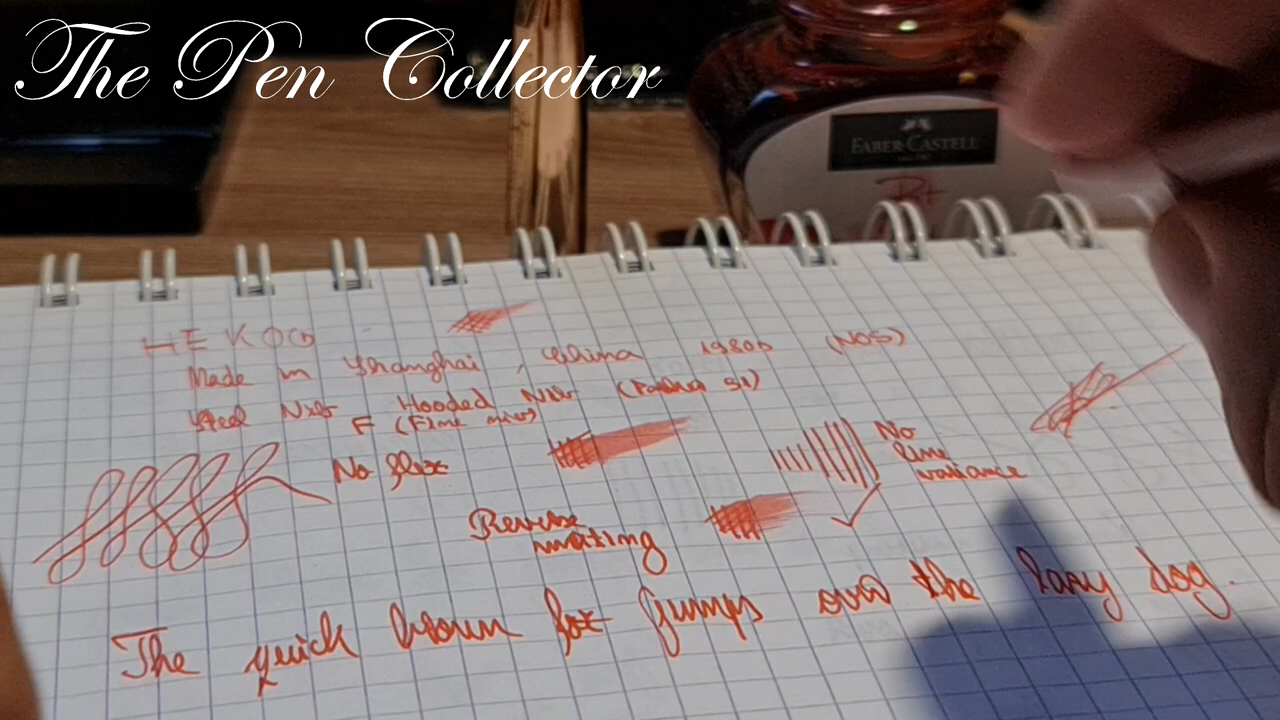 The Pen Collector
FABER-CASTELL
HEKOO
Made in Shanghai, China 1980s (NOS)
Steel Nib Hooded Nib (Parker 51)
F (Fine nib)
No flex
No
line
variance
Reverse
writing
The quick brown fox jumps over the lazy dog.